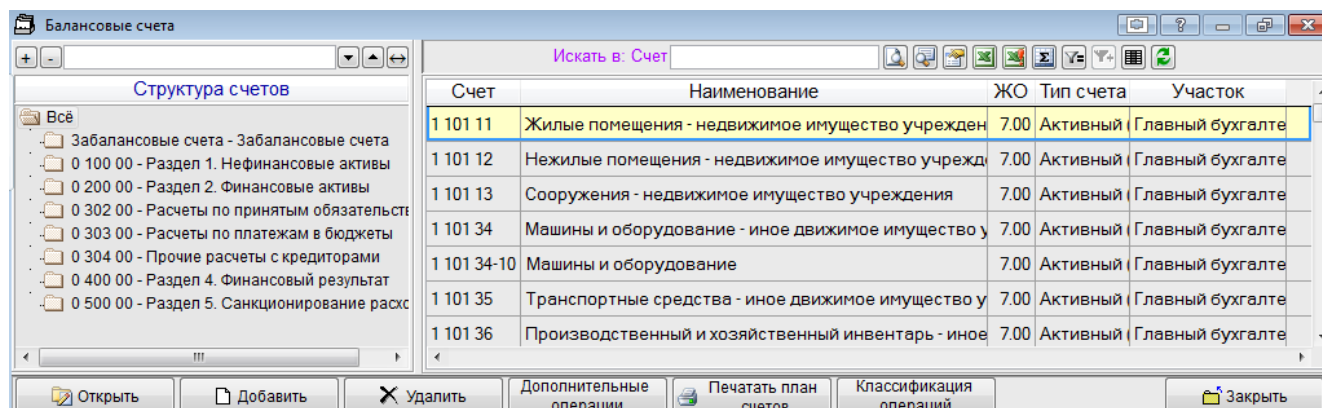 Балансовые счета
Искать в: Счет
Структура счетов
Всё
Забалансовые счета - Забалансовые счета
0 100 00 - Раздел 1. Нефинансовые активы
0 200 00 - Раздел 2. Финансовые активы
0 302 00 - Расчеты по принятым обязательств
0 303 00 - Расчеты по платежам в бюджеты
0 304 00 - Прочие расчеты с кредиторами
0 400 00 - Раздел 4. Финансовый результат
0 500 00 - Раздел 5. Санкционирование расхо
Счет Наименование ЖО Тип счета Участок
1 101 11 Жилые помещения - недвижимое имущество учрежден 7.00 Активный ( Главный бухгалте
1 101 12 Нежилые помещения - недвижимое имущество учрежд 7.00 Активный ( Главный бухгалте
1 101 13 Сооружения - недвижимое имущество учреждения 7.00 Активный ( Главный бухгалте
1 101 34 Машины и оборудование - иное движимое имущество у 7.00 Активный ( Главный бухгалте
1 101 34-10 Машины и оборудование 7.00 Активный ( Главный бухгалте
1 101 35 Транспортные средства - иное движимое имущество у 7.00 Активный ( Главный бухгалте
1 101 36 Производственный и хозяйственный инвентарь - иное 7.00 Активный ( Главный бухгалте
Открыть Добавить Удалить Дополнительные операции Печатать план счетов Классификация операций Закрыть